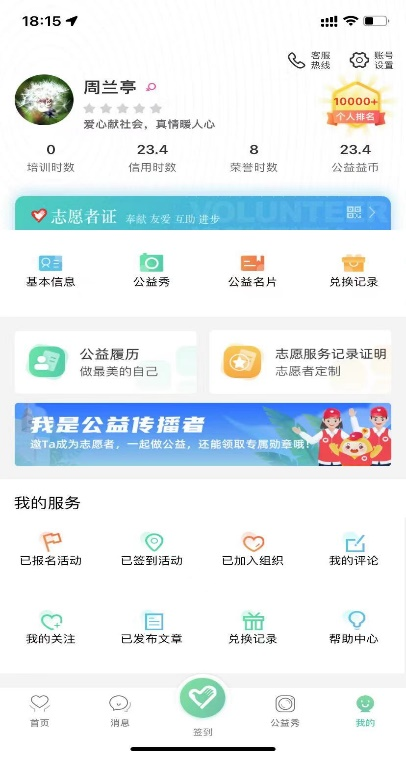 18:15
客服热线
账号设置
周兰亭
10000+
个人排名
爱心献社会，真情暖人心
0
23.4
8
23.4
培训时数
信用时数
荣誉时数
公益益币
VOLUNTEER
志愿者证 奉献 友爱 互助 进步
基本信息
公益秀
公益名片
兑换记录
公益履历
做最美的自己
志愿服务记录证明
志愿者定制
我是公益传播者
邀Ta成为志愿者，一起做公益，还能领取专属勋章哦！
我的服务
已报名活动
已签到活动
已加入组织
我的评论
我的关注
已发布文章
兑换记录
帮助中心
首页
消息
签到
公益秀
我的